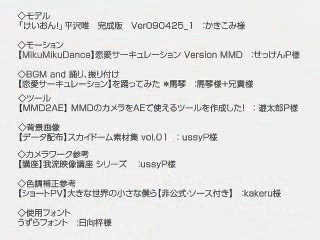 ◇モデル
「けいおん！」平沢唯　完成版　Ver090425_1　:かきこみ様
◇モーション
【MikuMikuDance】恋愛サーキュレーション Version MMD　:せっけんP様
◇BGM and 踊り、振り付け
【恋愛サーキュレーション】を踊ってみた *馬琴　:馬琴様+兄貴様
◇ツール
【MMD2AE】 MMDのカメラをAEで使えるツールを作成した！　:遊太郎P様
◇背景画像
【データ配布】スカイドーム素材集 vol.01　:ussyP様
◇カメラワーク参考
【講座】我流映像講座 シリーズ　:ussyP様
◇色調補正参考
【ショートPV】大きな世界の小さな僕ら【非公式・ソース付き】　:kakeru様
◇使用フォント
うずらフォント　:日向梓様